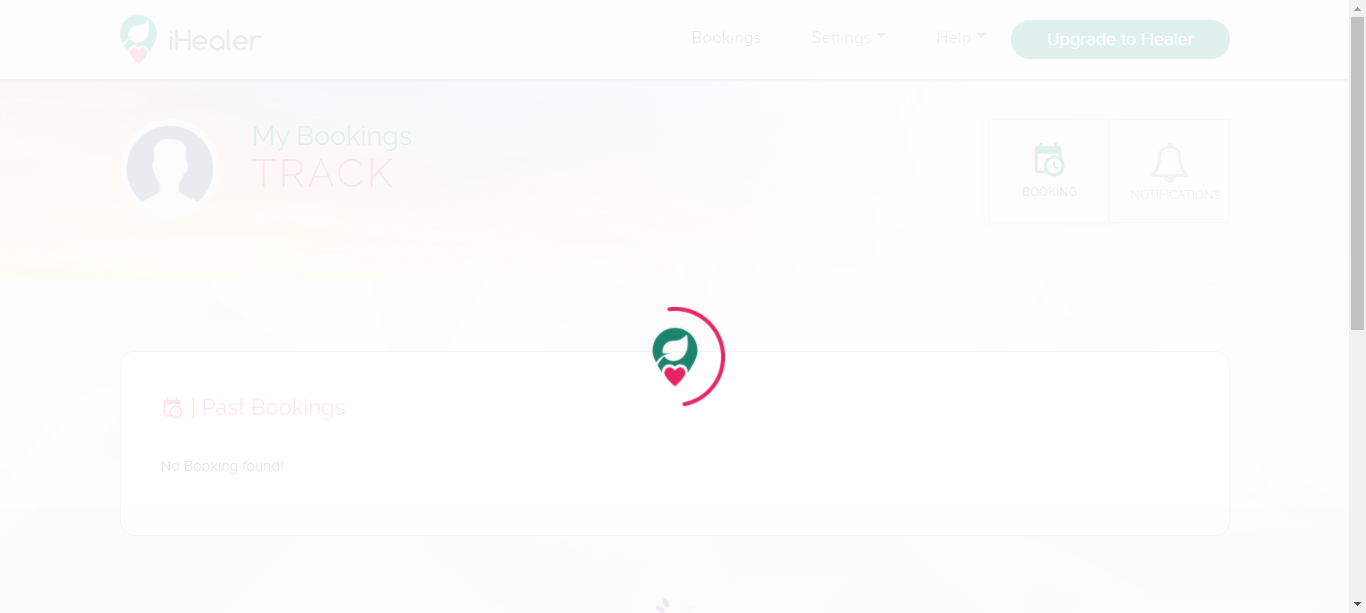 iHealer
Bookings
Settings
Help
Upgrade to Healer
My Bookings
TRACK
BOOKING
NOTIFICATIONS
| Past Bookings
No Booking found!